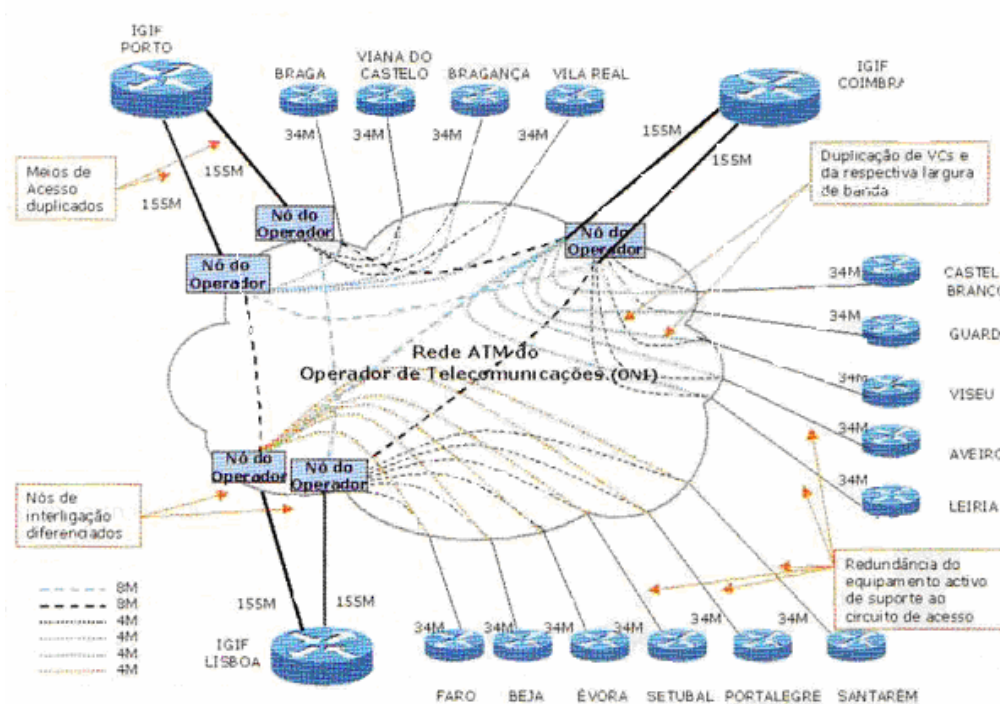 IGIF
PORTO
BRAGA
VIANA DO
CASTELO
BRAGANÇA
VILA REAL
IGIF
COIMBRA
34M
34M
34M
34M
155M
155M
155M
155M
Meios de
Acesso
duplicados
Duplicação de VCs e
da respectiva largura
de banda
Nó do
Operador
Nó do
Operador
Nó do
Operador
34M
CASTELO
BRANCO
34M
GUARD
Rede ATM do
Operador de Telecomunicações.(ONI)
34M
VISEU
34M
AVEIRO
34M
LEIRIA
Nó do
Operador
Nó do
Operador
Nós de
interligação
diferenciados
Redundância do
equipamento activo
de suporte ao
circuito de acesso
8M
8M
4M
4M
4M
4M
155M
155M
IGIF
LISBOA
34M
34M
34M
34M
34M
34M
FARO
BEJA
ÉVORA
SETUBAL
PORTALEGRE
SANTARÉM